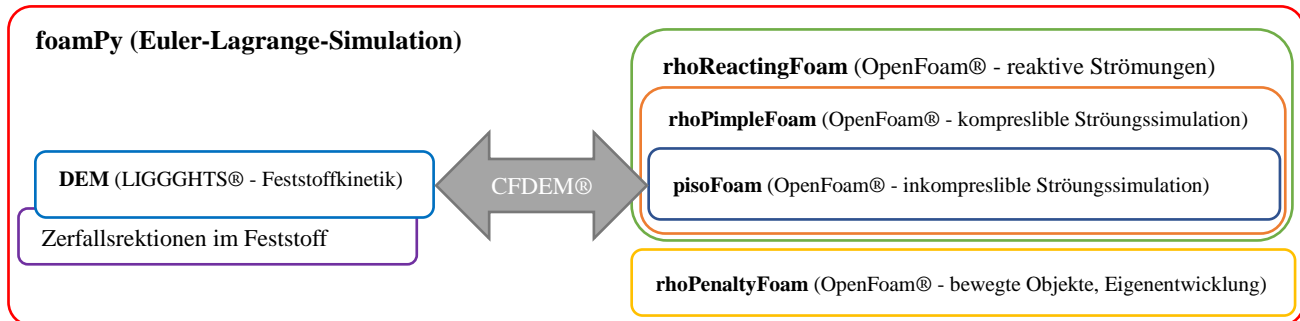 foamPy (Euler-Lagrange-Simulation)
rhoReactingFoam (OpenFoam® - reaktive Strömungen)
rhoPimpleFoam (OpenFoam® - kompreslible Ströungssimulation)
DEM (LIGGGHTS® - Feststoffkinetik)
CFDEM®
pisoFoam (OpenFoam® - inkompreslible Ströungssimulation)
Zerfallsrektionen im Feststoff
rhoPenaltyFoam (OpenFoam® - bewegte Objekte, Eigenentwicklung)